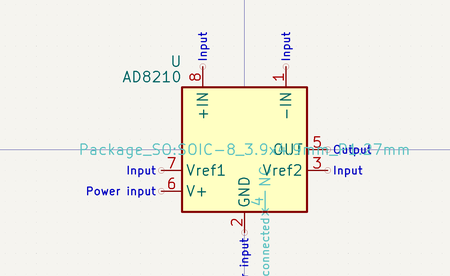 Input
Input
U
AD8210
8
1
+IN
-IN
Package_SO:SOIC-8_3.9x4.9mm_P1.27mm
OUT
5
Output
Input
7
Vref1
Vref2
3
Input
Power input
6
V+
GND
4
NC
2
input
connected